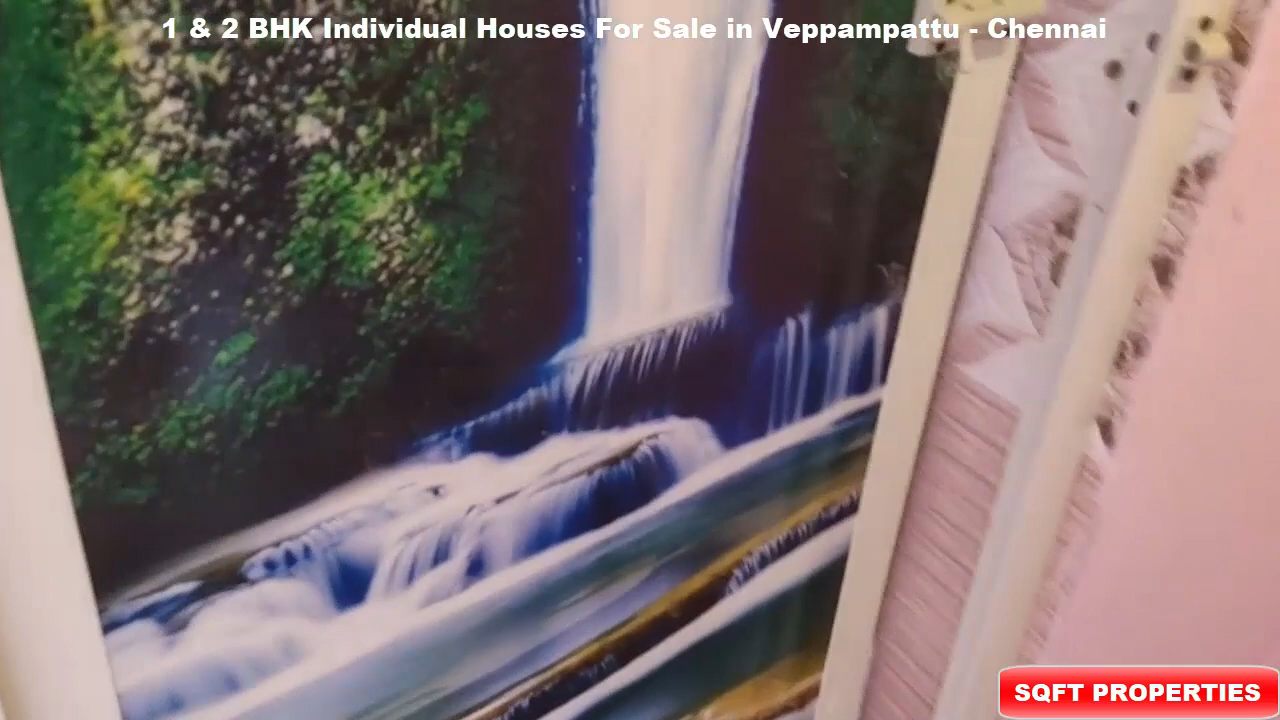 1 & 2 BHK Individual Houses For Sale in Veppampattu - Chennai
SQFT PROPERTIES